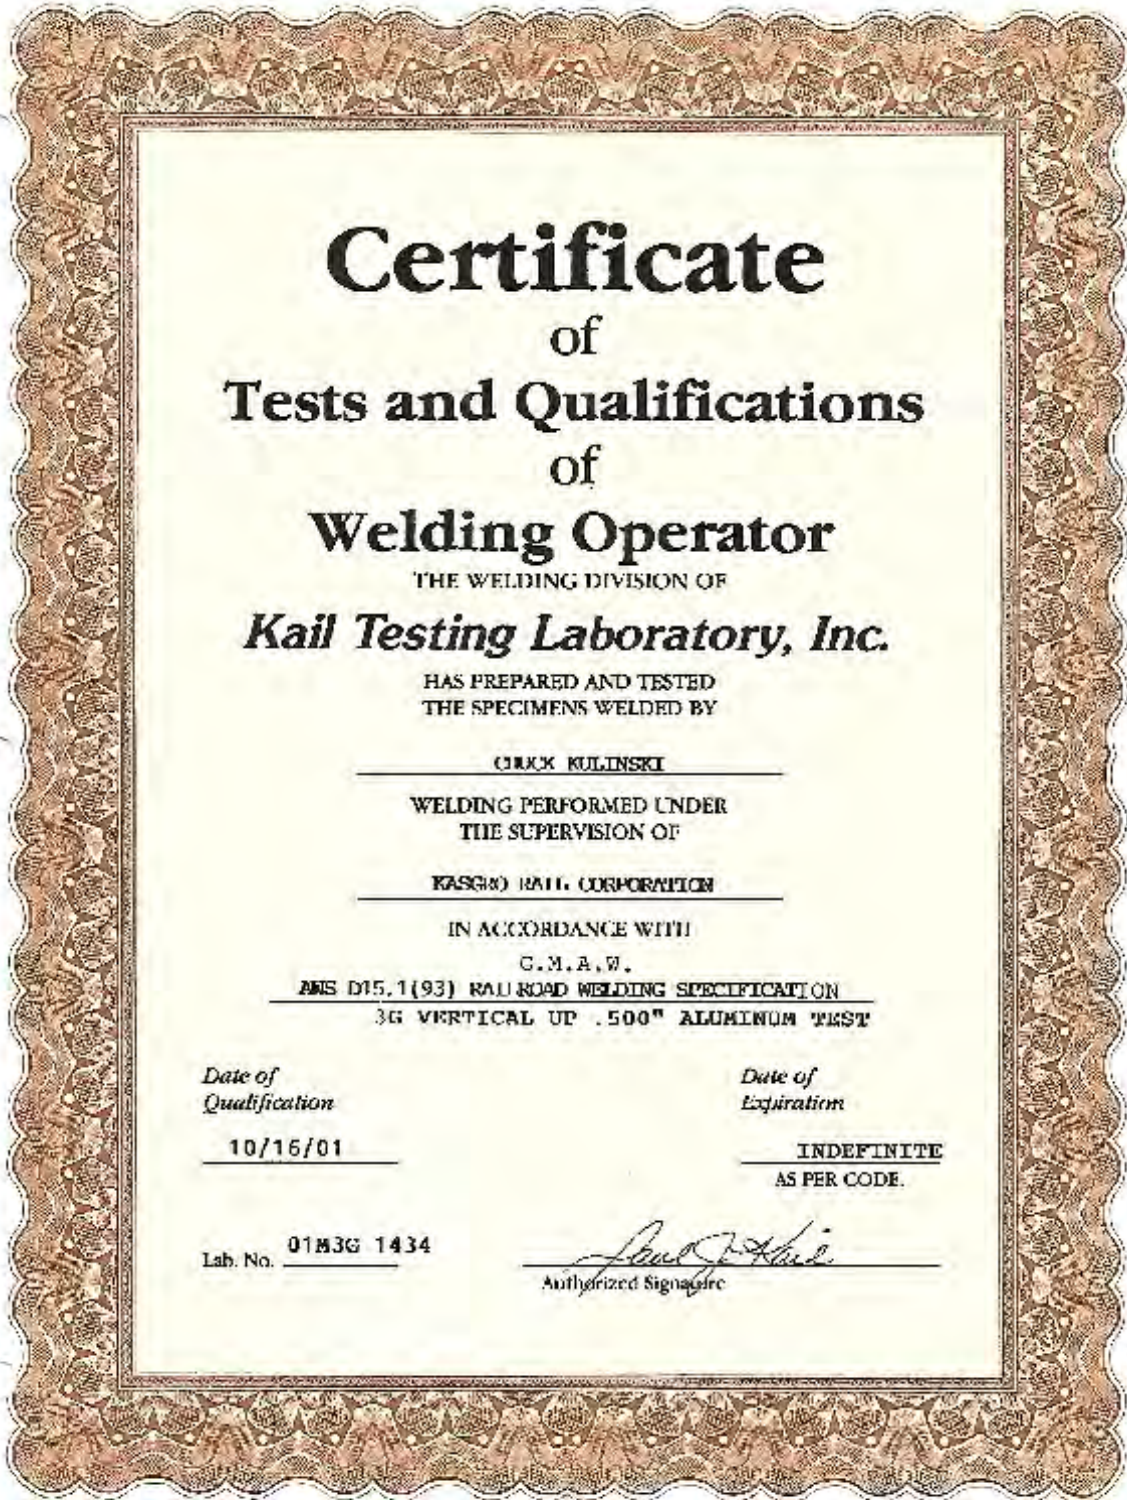 Certificate
of
Tests and Qualifications
of
Welding Operator
THE WELDING DIVISION OF
Kail Testing Laboratory, Inc.
HAS PREPARED AND TESTED
THE SPECIMENS WELDED BY
CHUCK KULINSKI
WELDING PERFORMED UNDER
THE SUPERVISION OF
KASGRO RAIL CORPORATION
IN ACCORDANCE WITH
G.M.A.W.
AWS D15.1(93) RAILROAD WELDING SPECIFICATION
3G VERTICAL UP .500" ALUMINUM TEST
Date of
Qualification
Date of
Expiration
10/16/01
INDEFINITE
AS PER CODE.
Lab. No. 01M3G 1434
Paul J. Kail
Authorized Signature